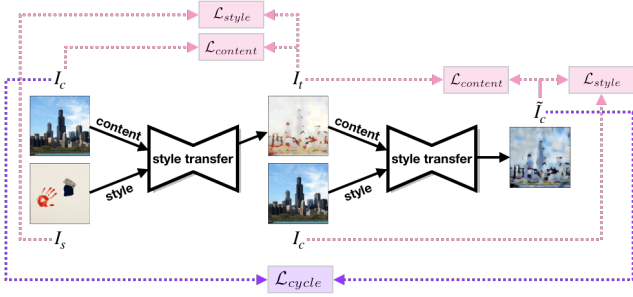 ℒ_style
ℒ_content
I_c
I_t
ℒ_content
ℒ_style
Ĩ_c
content
style transfer
style
content
style transfer
style
I_s
I_c
ℒ_cycle